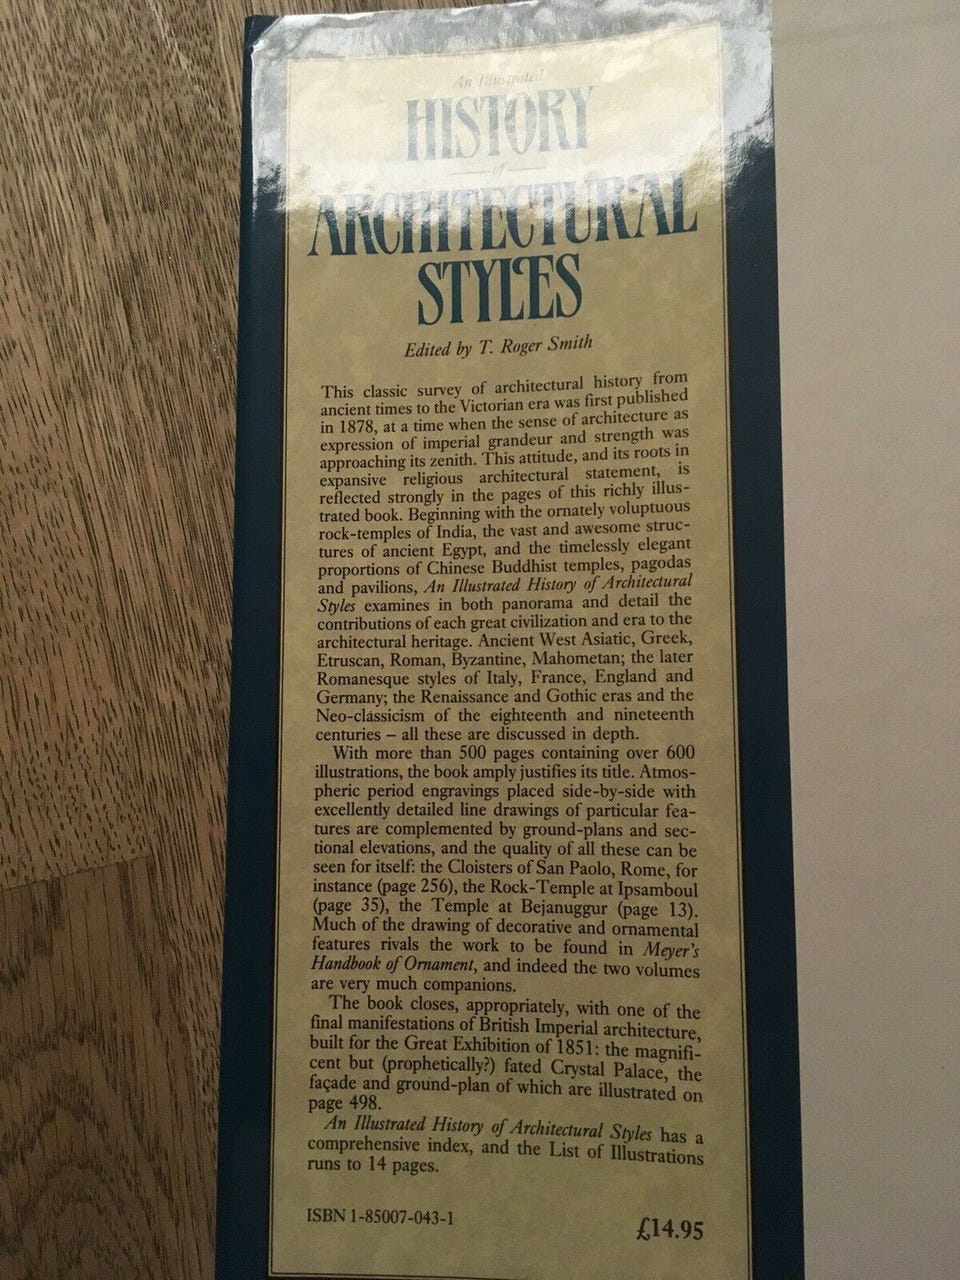 An Illustrated
HISTORY
of
ARCHITECTURAL
STYLES
Edited by T. Roger Smith
This classic survey of architectural history from
ancient times to the Victorian era was first published
in 1878, at a time when the sense of architecture as
expression of imperial grandeur and strength was
approaching its zenith. This attitude, and its roots in
expansive religious architectural statement, is
reflected strongly in the pages of this richly illus-
trated book. Beginning with the ornately voluptuous
rock-temples of India, the vast and awesome struc-
tures of ancient Egypt, and the timelessly elegant
proportions of Chinese Buddhist temples, pagodas
and pavilions, An Illustrated History of Architectural
Styles examines in both panorama and detail the
contributions of each great civilization and era to the
architectural heritage. Ancient West Asiatic, Greek,
Etruscan, Roman, Byzantine, Mahometan; the later
Romanesque styles of Italy, France, England and
Germany; the Renaissance and Gothic eras and the
Neo-classicism of the eighteenth and nineteenth
centuries – all these are discussed in depth.
With more than 500 pages containing over 600
illustrations, the book amply justifies its title. Atmos-
pheric period engravings placed side-by-side with
excellently detailed line drawings of particular fea-
tures are complemented by ground-plans and sec-
tional elevations, and the quality of all these can be
seen for itself: the Cloisters of San Paolo, Rome, for
instance (page 256), the Rock-Temple at Ipsamboul
(page 35), the Temple at Bejanuggur (page 13).
Much of the drawing of decorative and ornamental
features rivals the work to be found in Meyer's
Handbook of Ornament, and indeed the two volumes
are very much companions.
The book closes, appropriately, with one of the
final manifestations of British Imperial architecture,
built for the Great Exhibition of 1851: the magnifi-
cent but (prophetically?) fated Crystal Palace, the
façade and ground-plan of which are illustrated on
page 498.
An Illustrated History of Architectural Styles has a
comprehensive index, and the List of Illustrations
runs to 14 pages.
ISBN 1-85007-043-1
£14.95